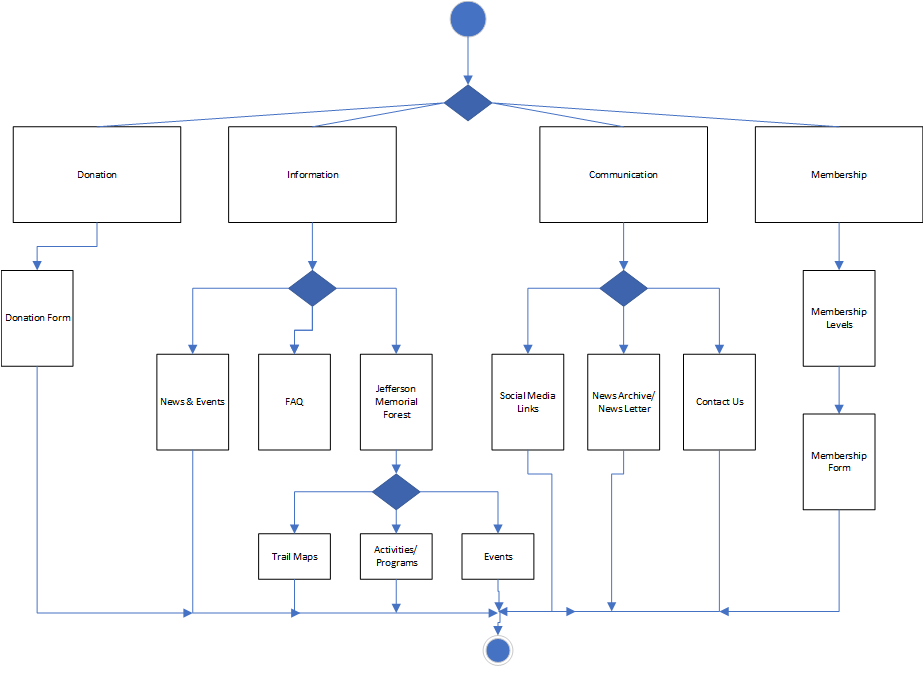 Donation
Information
Communication
Membership
Donation Form
Membership
Levels
News & Events
FAQ
Jefferson
Memorial
Forest
Social Media
Links
News Archive/
News Letter
Contact Us
Membership
Form
Trail Maps
Activities/
Programs
Events